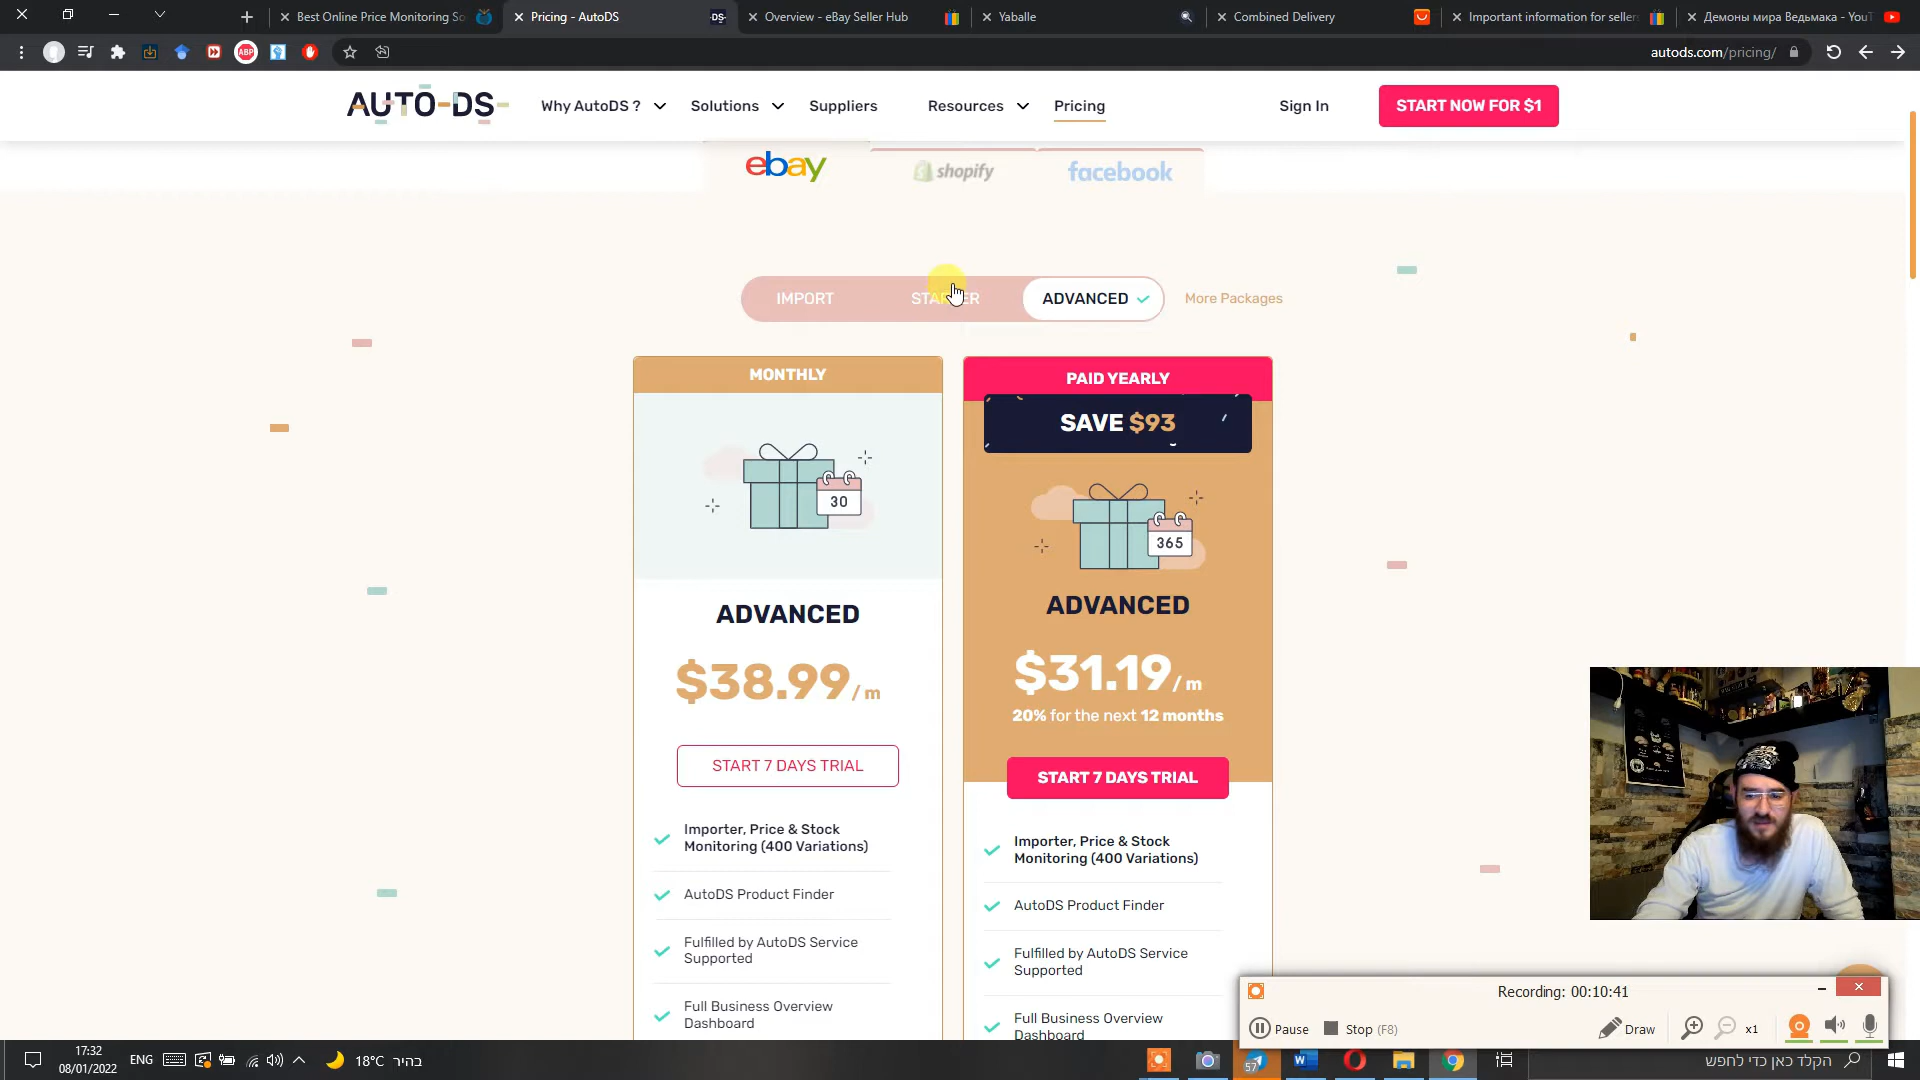 Best Online Price Monitoring So
Pricing - AutoDS
Overview - eBay Seller Hub
Yaballe
Combined Delivery
Important information for seller
Демоны мира Ведьмака - YouT
autods.com/pricing/
AUTO-DS
Why AutoDS ?
Solutions
Suppliers
Resources
Pricing
Sign In
START NOW FOR $1
ebay
shopify
facebook
IMPORT
STARTER
ADVANCED
More Packages
MONTHLY
30
ADVANCED
$38.99/ m
START 7 DAYS TRIAL
Importer, Price & Stock
Monitoring (400 Variations)
AutoDS Product Finder
Fulfilled by AutoDS Service
Supported
Full Business Overview
Dashboard
PAID YEARLY
SAVE $93
365
ADVANCED
$31.19/ m
20% for the next 12 months
START 7 DAYS TRIAL
Importer, Price & Stock
Monitoring (400 Variations)
AutoDS Product Finder
Fulfilled by AutoDS Service
Supported
Full Business Overview
Dashboard
Recording: 00:10:41
Pause
Stop (F8)
Draw
x1
17:32
08/01/2022
ENG
18°C בהיר
57
הקלד כאן כדי לחפש